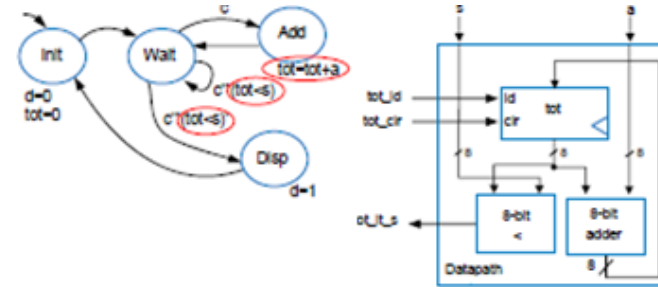 c
Init
Wait
Add
tot=tot+a
d=0
tot=0
c'*(tot<s)
c'*(tot<s)'
Disp
d=1
s
a
tot_ld
ld
tot
tot_clr
clr
8
8
8
ot_lt_s
8-bit
<
8-bit
adder
8
Datapath